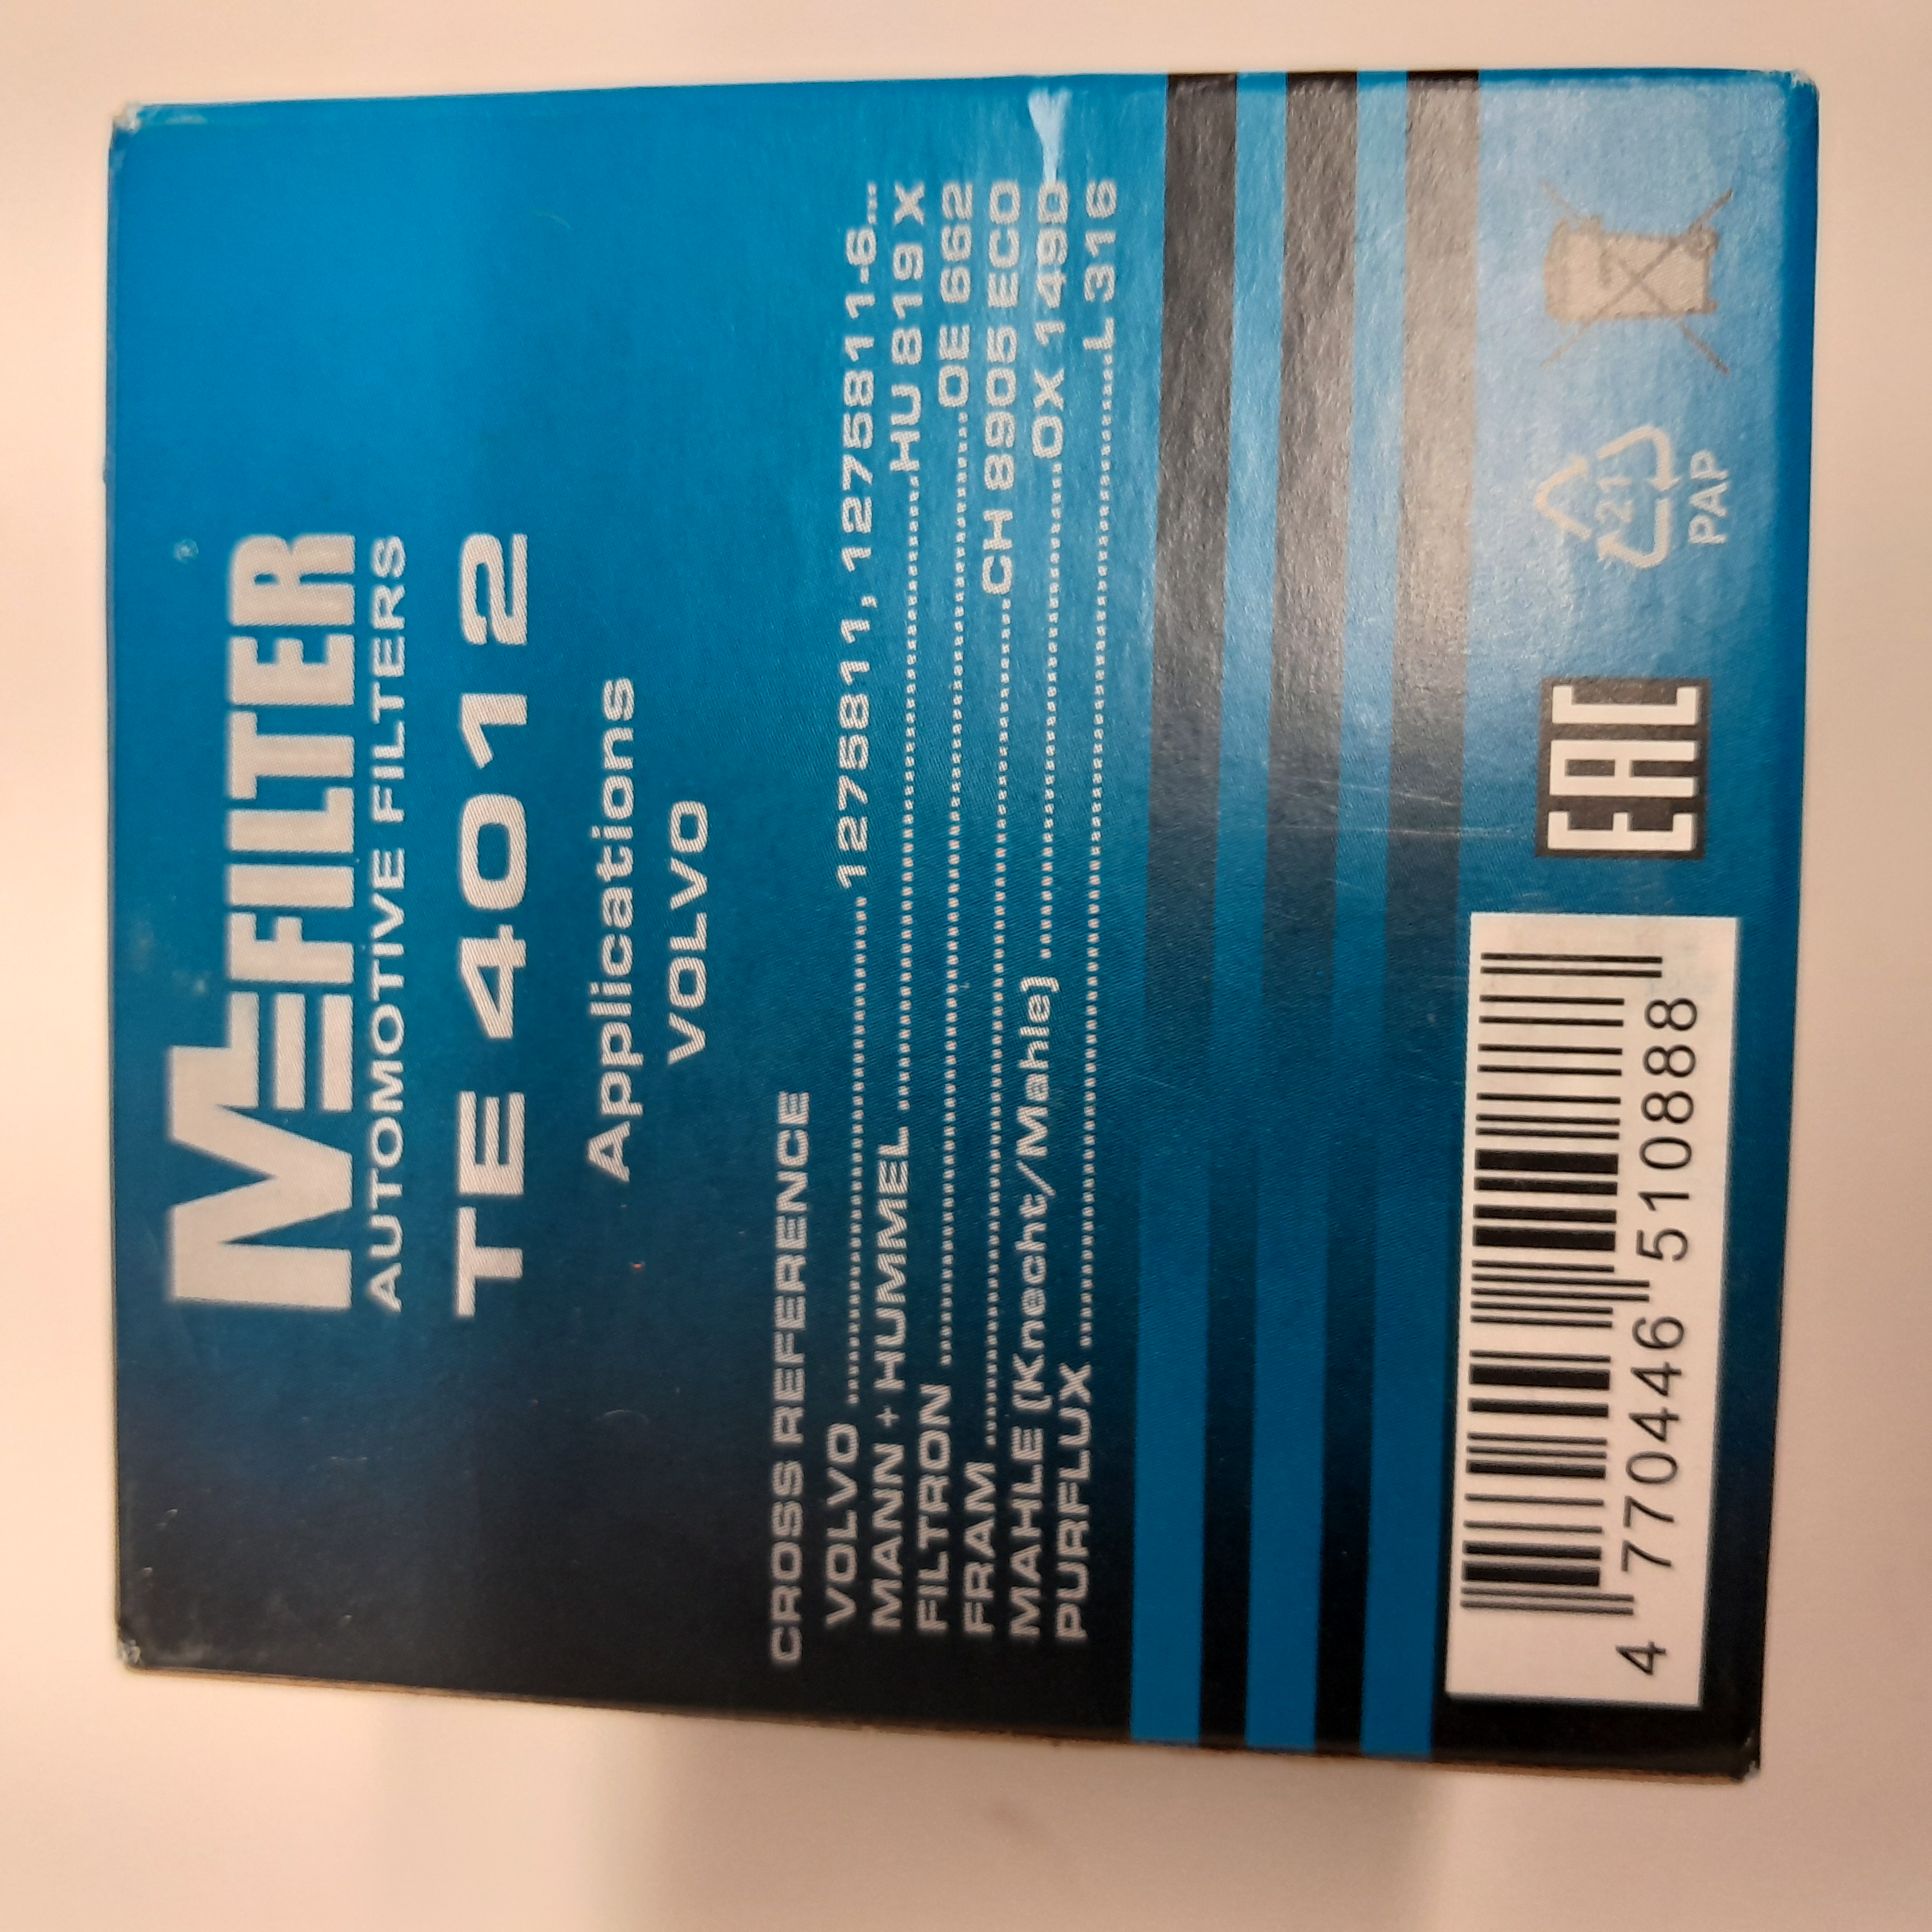 MFILTER
AUTOMOTIVE FILTERS
TE 4012
Applications
VOLVO
CROSS REFERENCE
VOLVO .......... 1275811, 1275811-6...
MANN + HUMMEL .......... HU 819 X
FILTRON .......... OE 662
FRAM .......... CH 8905 ECO
MAHLE (Knecht/Mahle) .......... OX 149D
PURFLUX .......... L 316
4 770446 510888
EAC
21
PAP